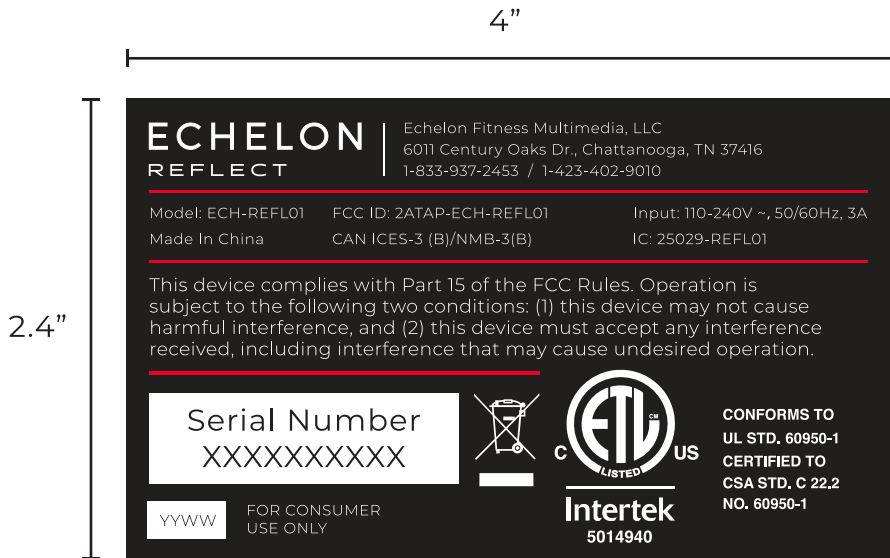 4”
2.4”
ECHELON
REFLECT
Echelon Fitness Multimedia, LLC
6011 Century Oaks Dr., Chattanooga, TN 37416
1-833-937-2453 / 1-423-402-9010
Model: ECH-REFL01 FCC ID: 2ATAP-ECH-REFL01 Input: 110-240V ~, 50/60Hz, 3A
Made In China CAN ICES-3 (B)/NMB-3(B) IC: 25029-REFL01
This device complies with Part 15 of the FCC Rules. Operation is
subject to the following two conditions: (1) this device may not cause
harmful interference, and (2) this device must accept any interference
received, including interference that may cause undesired operation.
Serial Number
XXXXXXXXXX
YYWW
FOR CONSUMER
USE ONLY
ETL CM
C US
LISTED
Intertek
5014940
CONFORMS TO
UL STD. 60950-1
CERTIFIED TO
CSA STD. C 22.2
NO. 60950-1